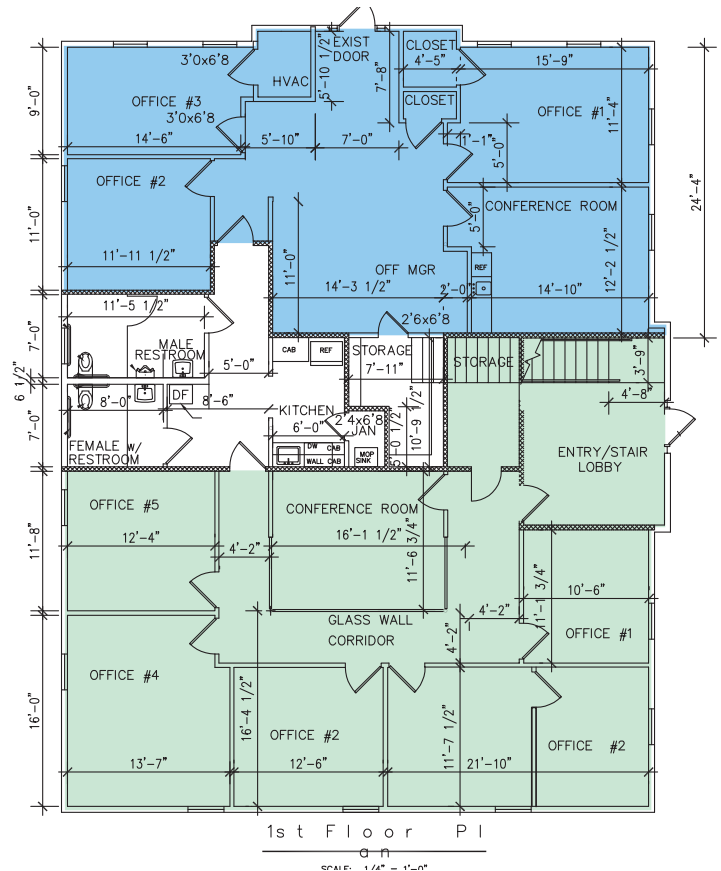 EXIST
DOOR
CLOSET
3'0x6'8
4'-5"
15'-9"
HVAC
5'-10 1/2"
7'-8"
9'-0"
OFFICE #3
CLOSET
OFFICE #1
11'-4"
3'0x6'8
14'-6"
5'-10"
7'-0"
1'-1"
5'-0"
OFFICE #2
24'-4"
CONFERENCE ROOM
5'-0"
11'-0"
11'-0"
12'-2 1/2"
11'-11 1/2"
OFF MGR
REF
14'-3 1/2"
2'-0"
14'-10"
11'-5 1/2"
2'6x6'8
7'-0"
MALE
RESTROOM
CAB
REF
STORAGE
STORAGE
3'-9"
5'-0"
7'-11"
6 1/2"
DF
4'-8"
8'-0"
8'-6"
KITCHEN
2'4x6'8
6'-0"
JAN
5'-0 1/2"
10'-9 1/2"
7'-0"
FEMALE W/
RESTROOM
DW CAB
WALL CAB
MOP
SINK
ENTRY/STAIR
LOBBY
OFFICE #5
CONFERENCE ROOM
11'-8"
12'-4"
4'-2"
16'-1 1/2"
11'-6 3/4"
11'-1 3/4"
10'-6"
4'-2"
GLASS WALL
CORRIDOR
4'-2"
OFFICE #1
OFFICE #4
16'-0"
16'-4 1/2"
11'-7 1/2"
OFFICE #2
OFFICE #2
13'-7"
12'-6"
21'-10"
1st Floor Pl
an
SCALE: 1/4" = 1'-0"